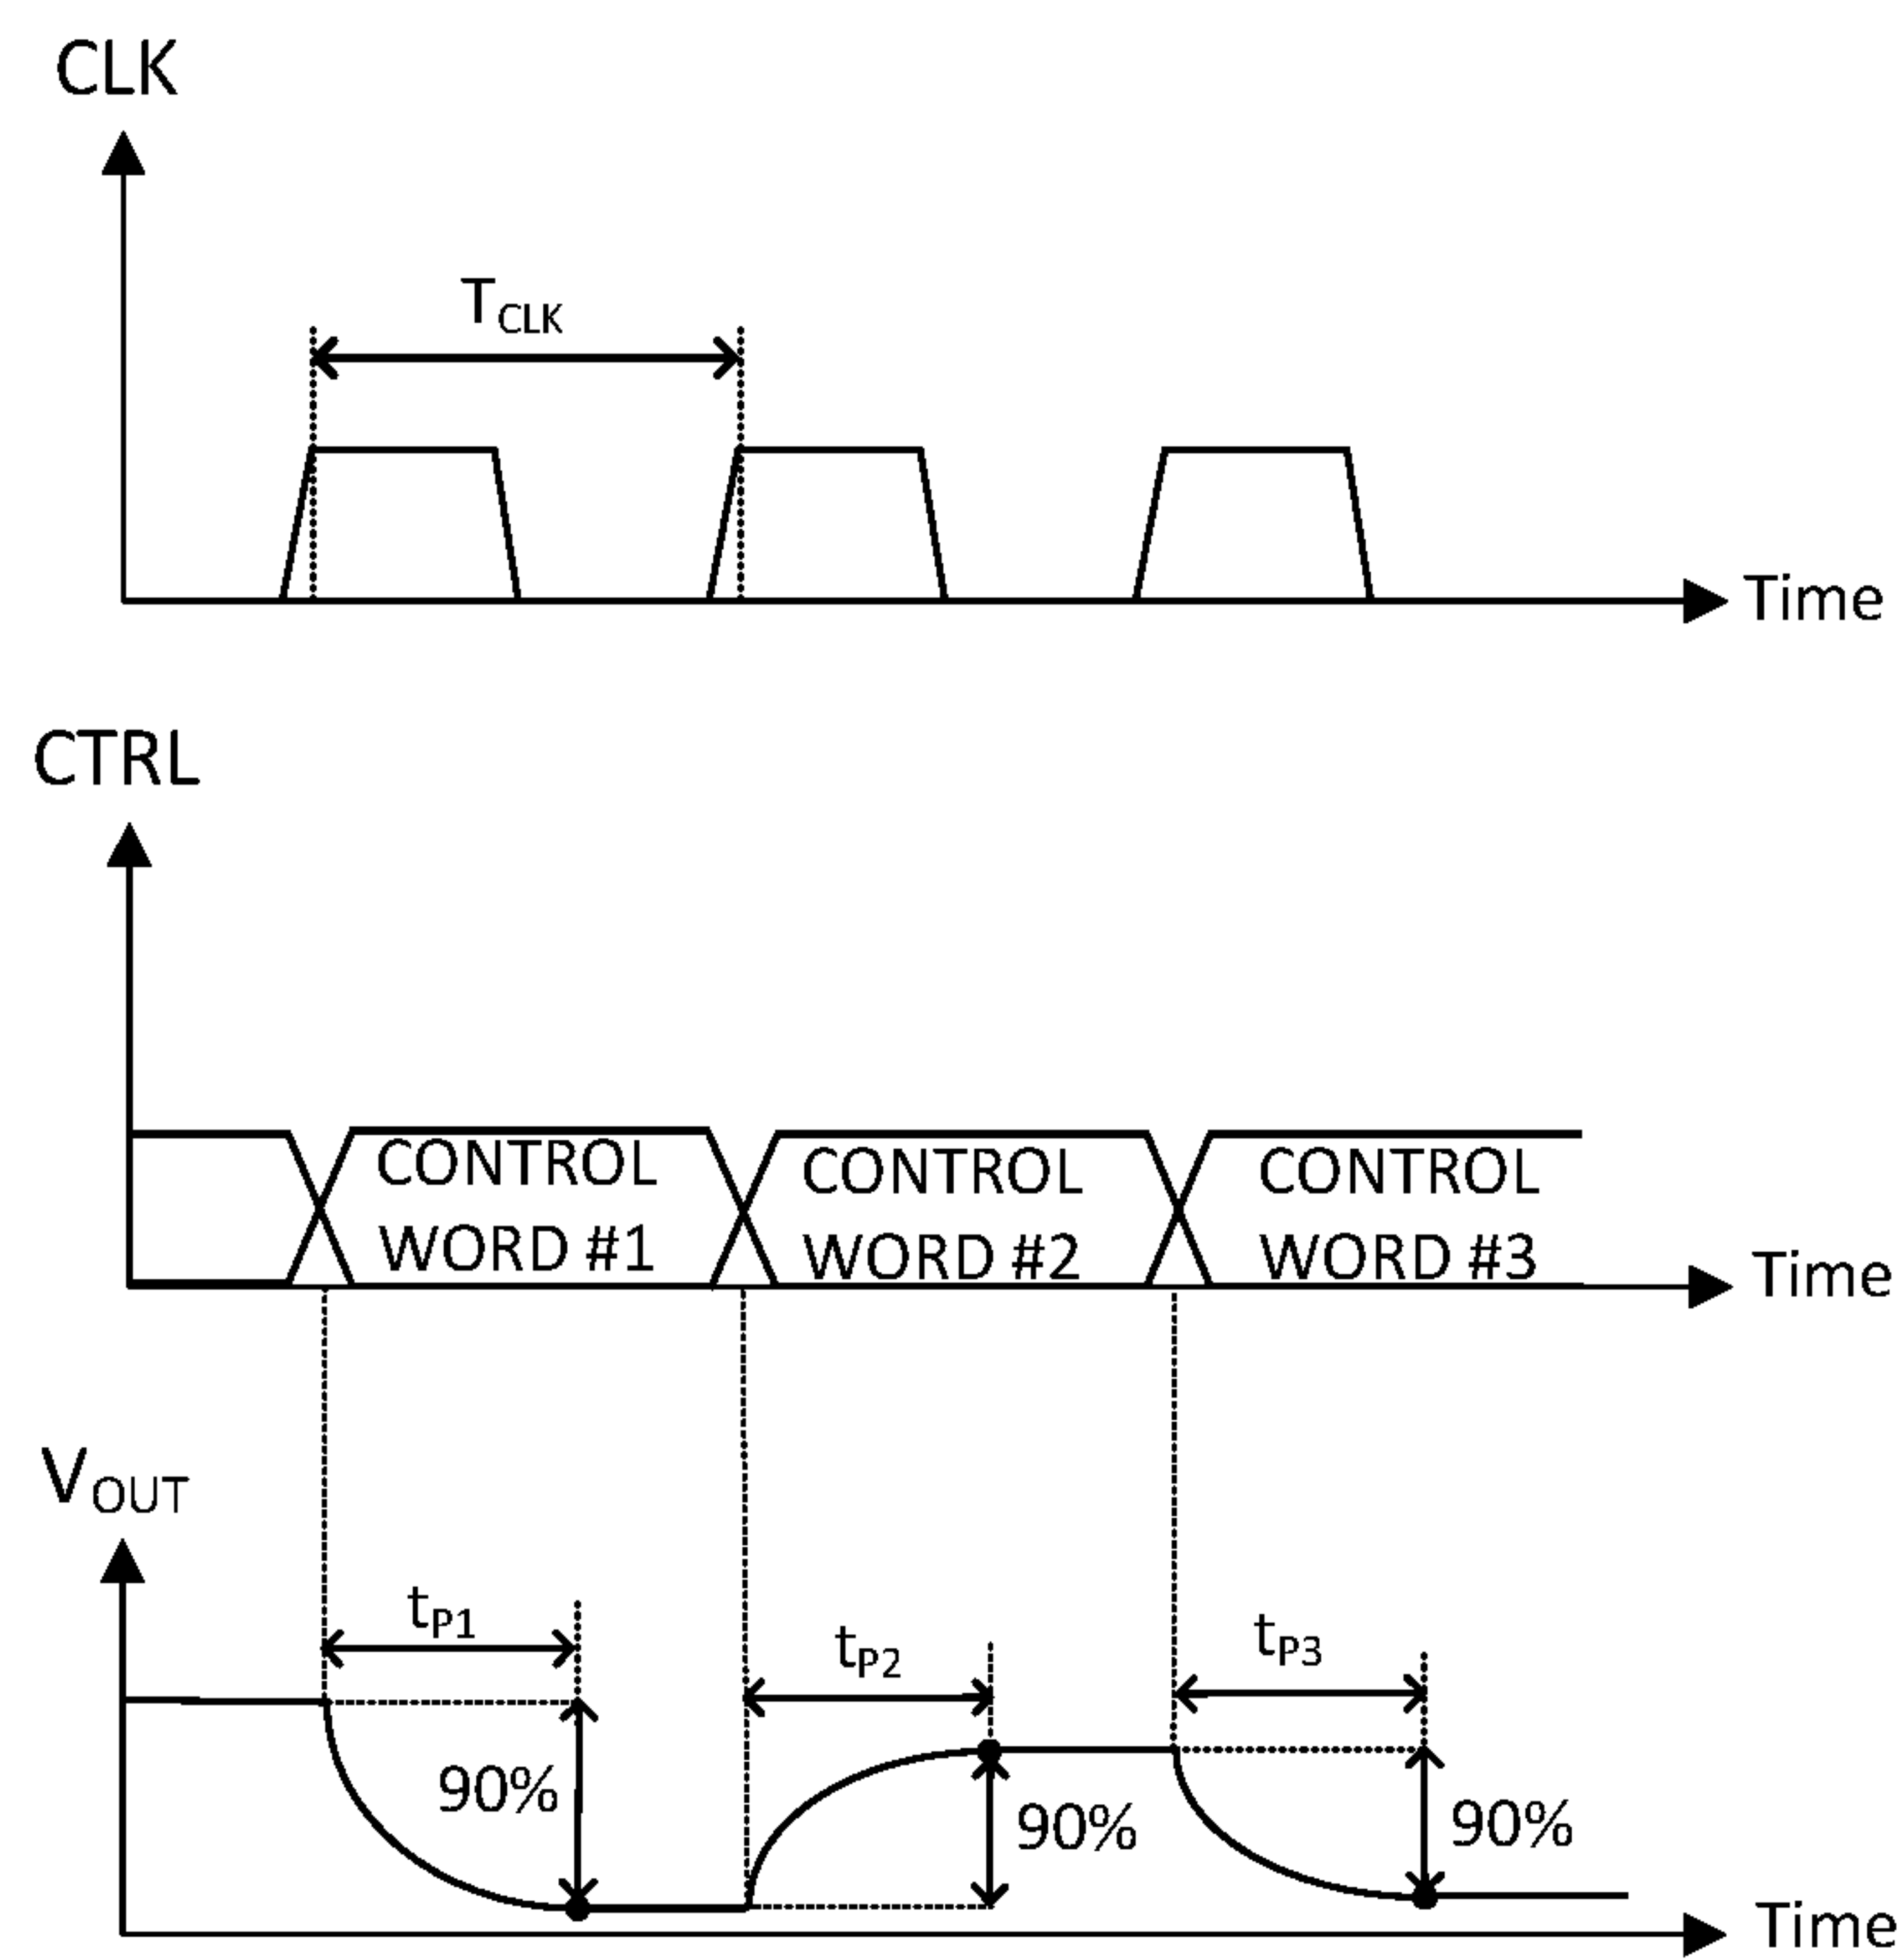 CLK
TCLK
Time
CTRL
CONTROL
WORD #1
CONTROL
WORD #2
CONTROL
WORD #3
Time
VOUT
tP1
tP2
tP3
90%
90%
90%
Time